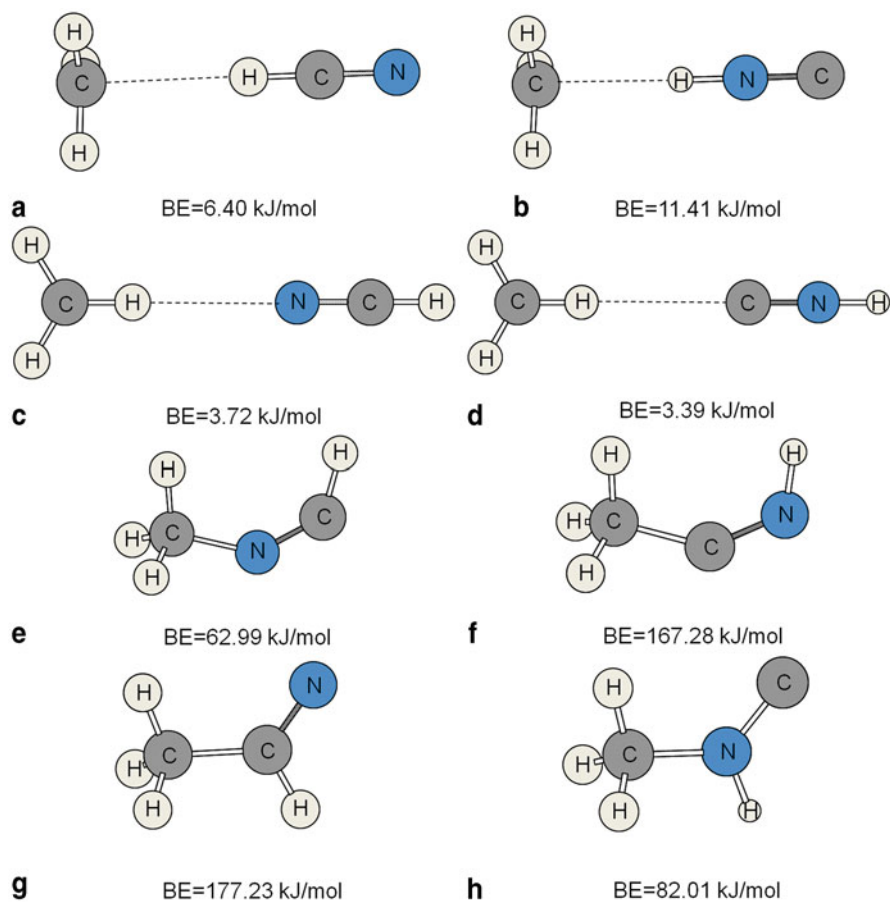 H H C H H C N
H H C H H N C
a BE=6.40 kJ/mol b BE=11.41 kJ/mol
H C H H N C H
H C H H C N H
c BE=3.72 kJ/mol d BE=3.39 kJ/mol
H H C H N C H
H H C H C N H
e BE=62.99 kJ/mol f BE=167.28 kJ/mol
H H C H C N H
H H C H N C H
g BE=177.23 kJ/mol h BE=82.01 kJ/mol